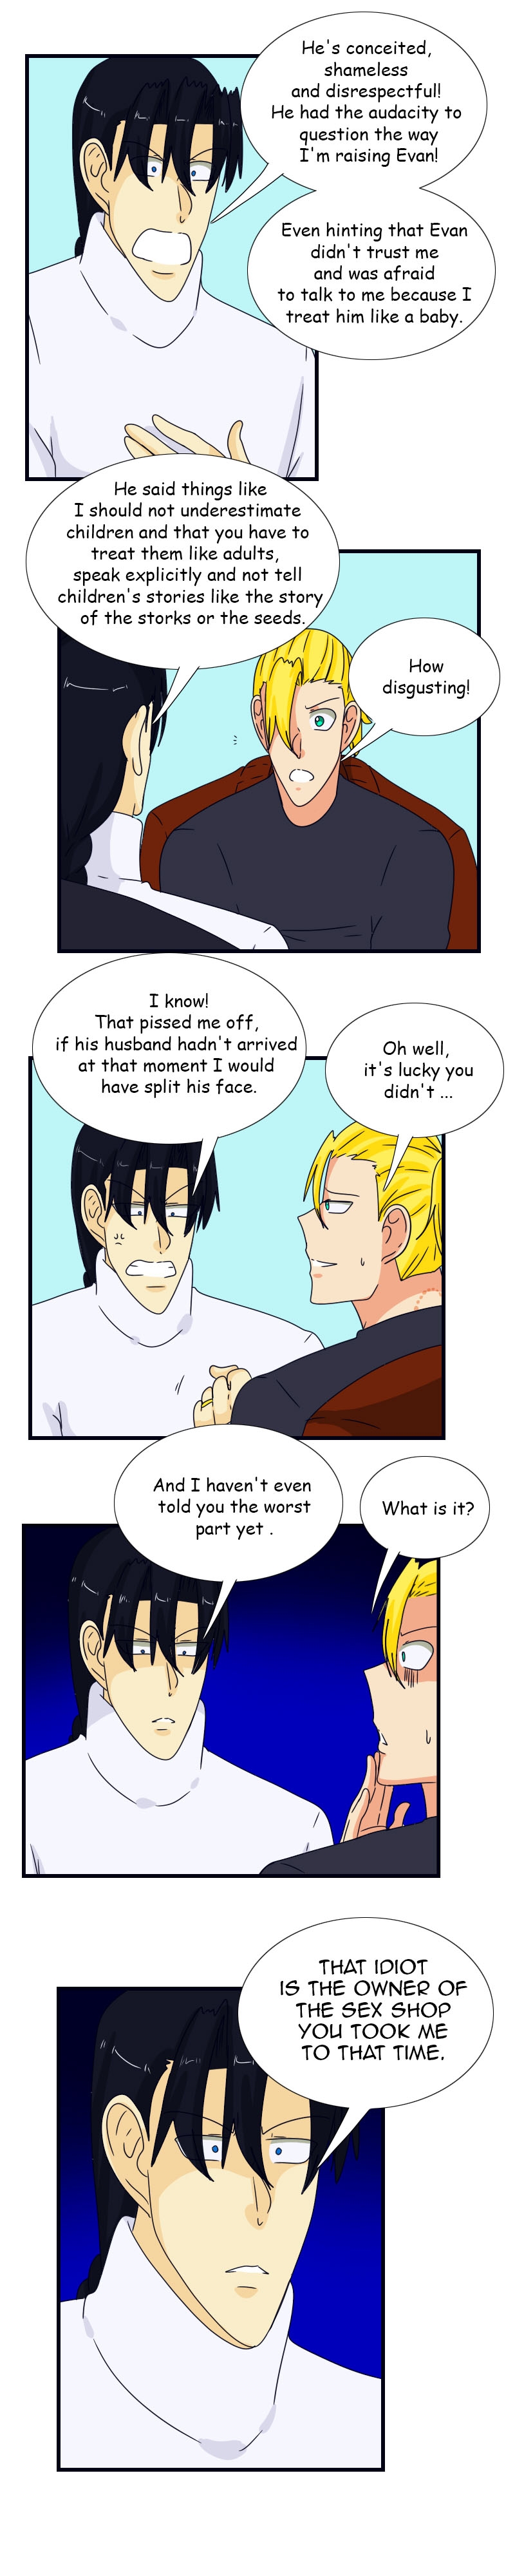 He's conceited,
shameless
and disrespectful!
He had the audacity to
question the way
I'm raising Evan!
Even hinting that Evan
didn't trust me
and was afraid
to talk to me because I
treat him like a baby.
He said things like
I should not underestimate
children and that you have to
treat them like adults,
speak explicitly and not tell
children's stories like the story
of the storks or the seeds.
How
disgusting!
I know!
That pissed me off,
if his husband hadn't arrived
at that moment I would
have split his face.
Oh well,
it's lucky you
didn't ...
And I haven't even
told you the worst
part yet .
What is it?
THAT IDIOT
IS THE OWNER OF
THE SEX SHOP
YOU TOOK ME
TO THAT TIME.